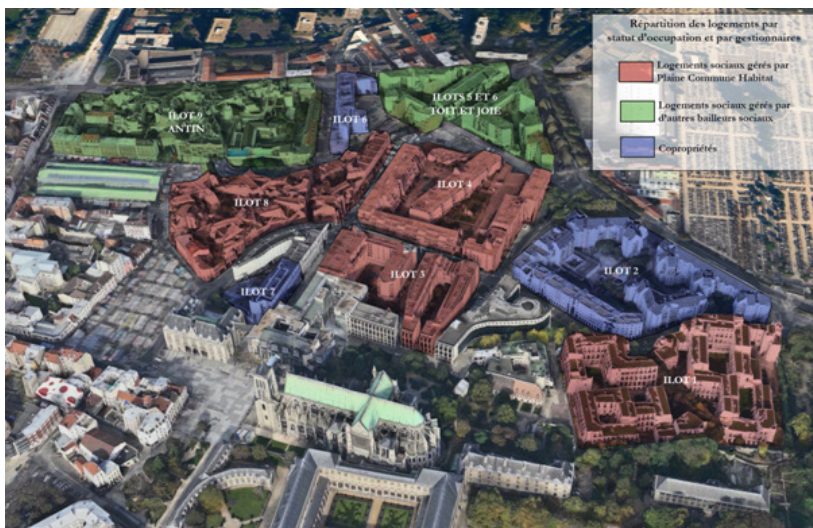 Répartition des logements par
statut d'occupation et par gestionnaires
Logements sociaux gérés par
Plaine Commune Habitat
Logements sociaux gérés par
d'autres bailleurs sociaux
Copropriétés
ILOT 9
ANTIN
ILOT 6
ILOTS 5 ET 6
TOIT ET JOIE
ILOT 8
ILOT 4
ILOT 3
ILOT 2
ILOT 7
ILOT 1